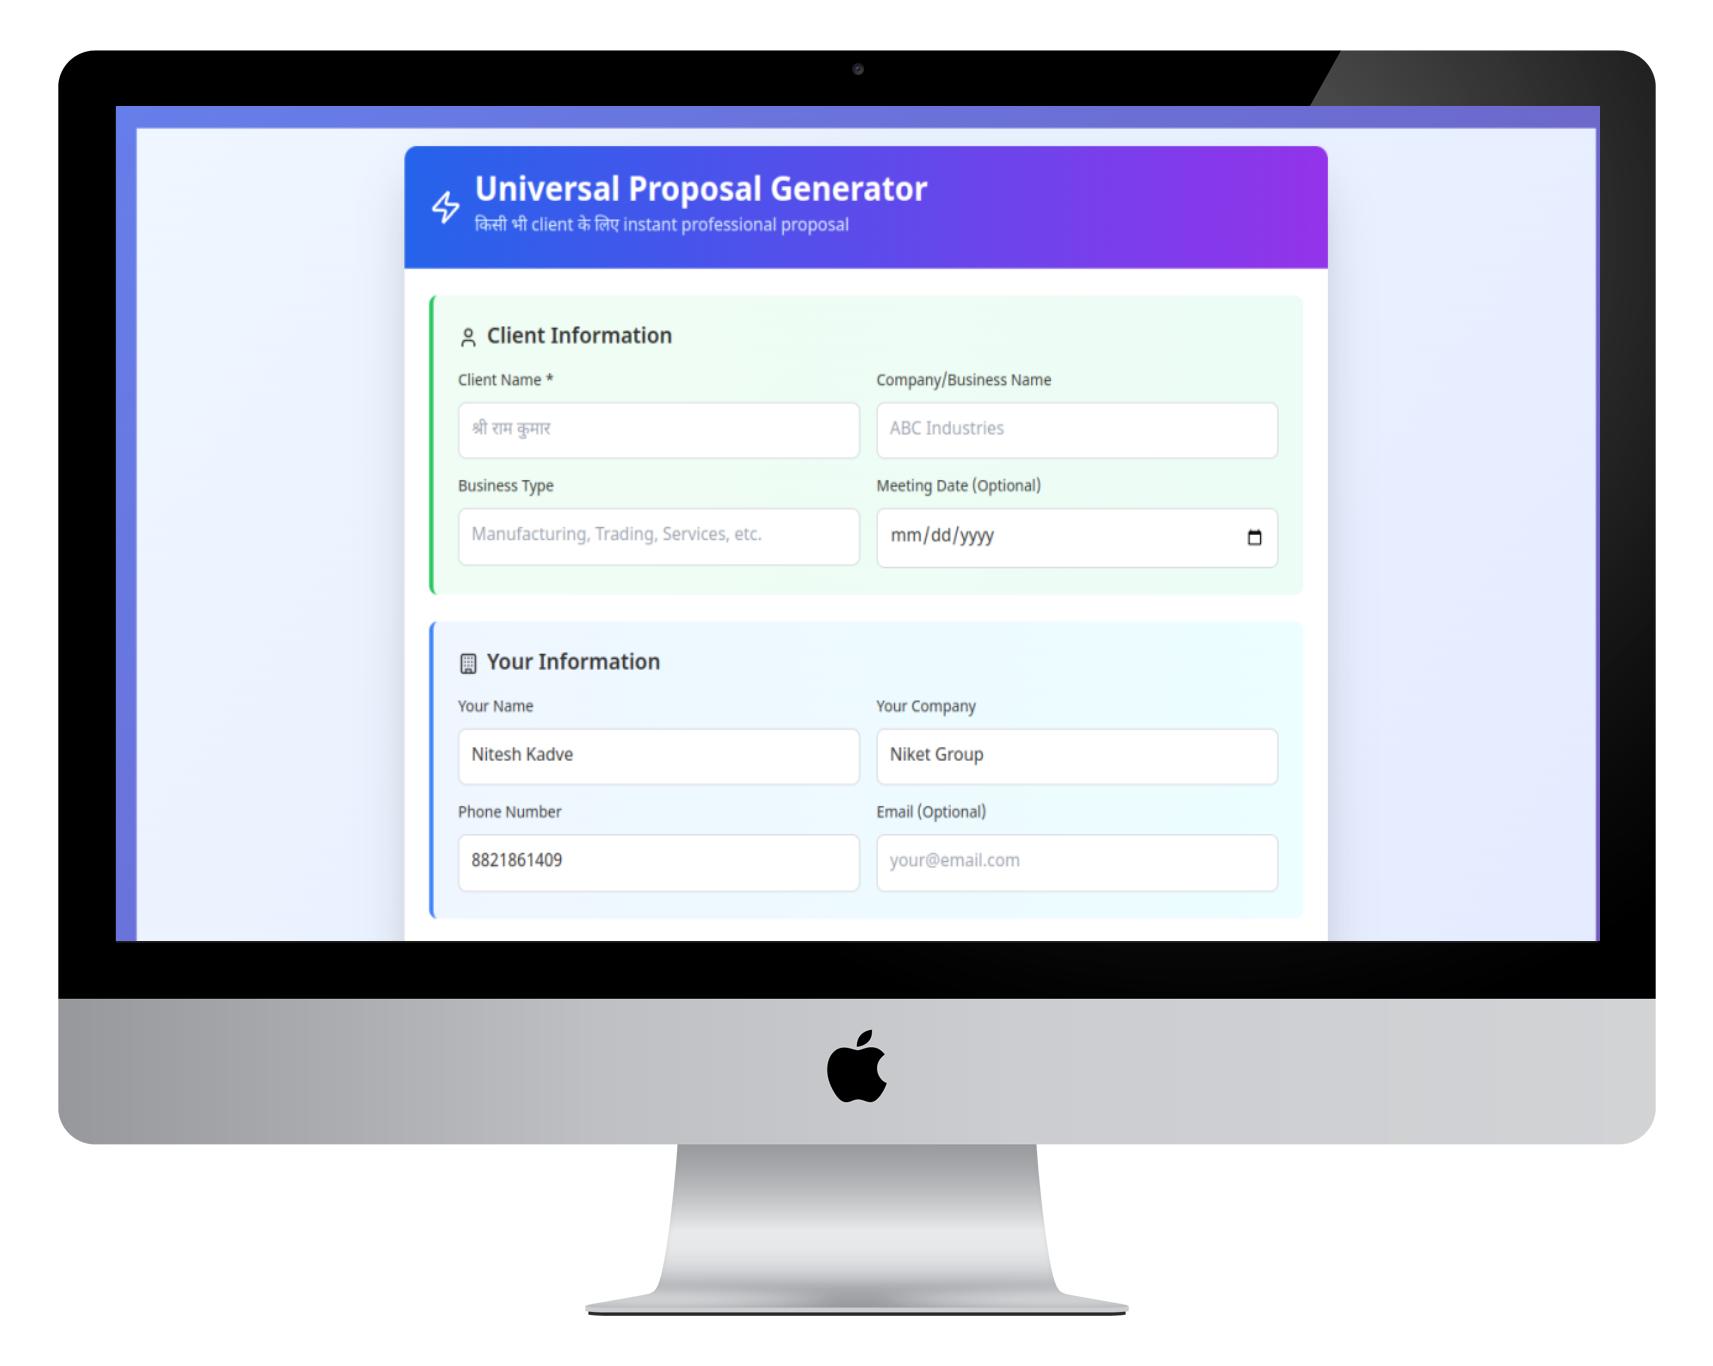 Universal Proposal Generator
किसी भी client के लिए instant professional proposal
Client Information
Client Name *
Company/Business Name
श्री राम कुमार
ABC Industries
Business Type
Meeting Date (Optional)
Manufacturing, Trading, Services, etc.
mm/dd/yyyy
Your Information
Your Name
Your Company
Nitesh Kadve
Niket Group
Phone Number
Email (Optional)
8821861409
your@email.com